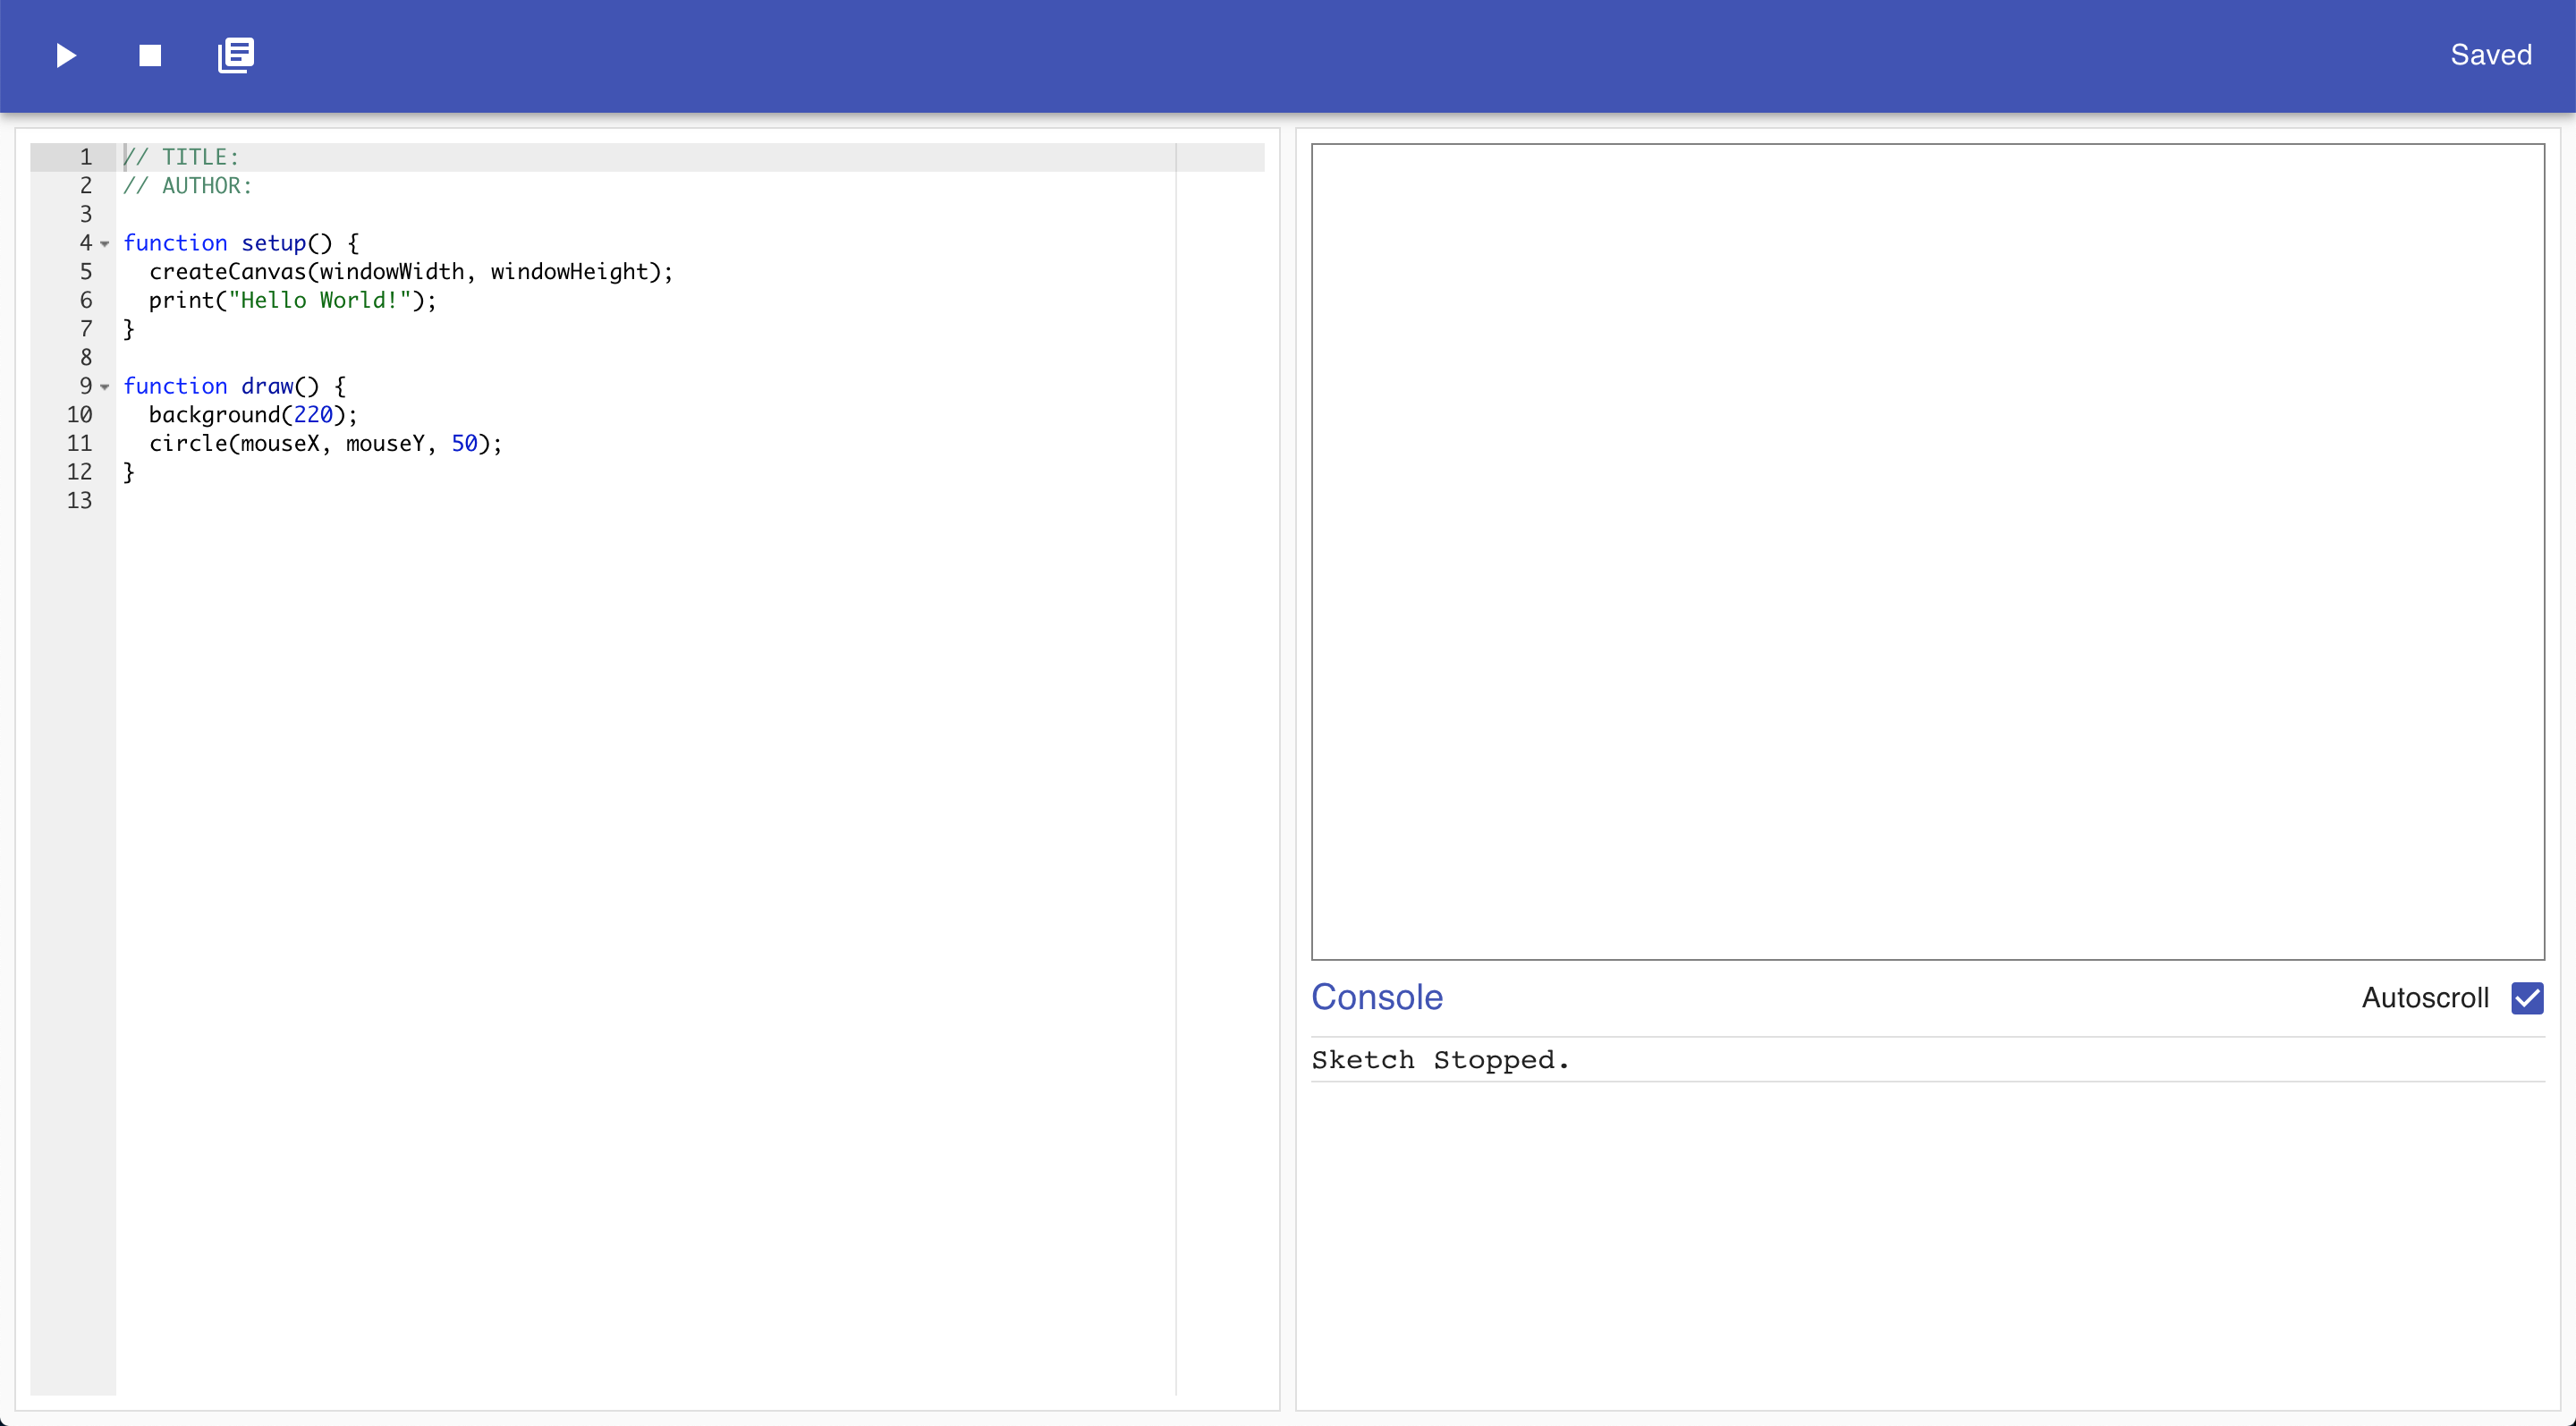 Saved
1 // TITLE:
2 // AUTHOR:
3
4 function setup() {
5   createCanvas(windowWidth, windowHeight);
6   print("Hello World!");
7 }
8
9 function draw() {
10   background(220);
11   circle(mouseX, mouseY, 50);
12 }
13
Console
Autoscroll
Sketch Stopped.